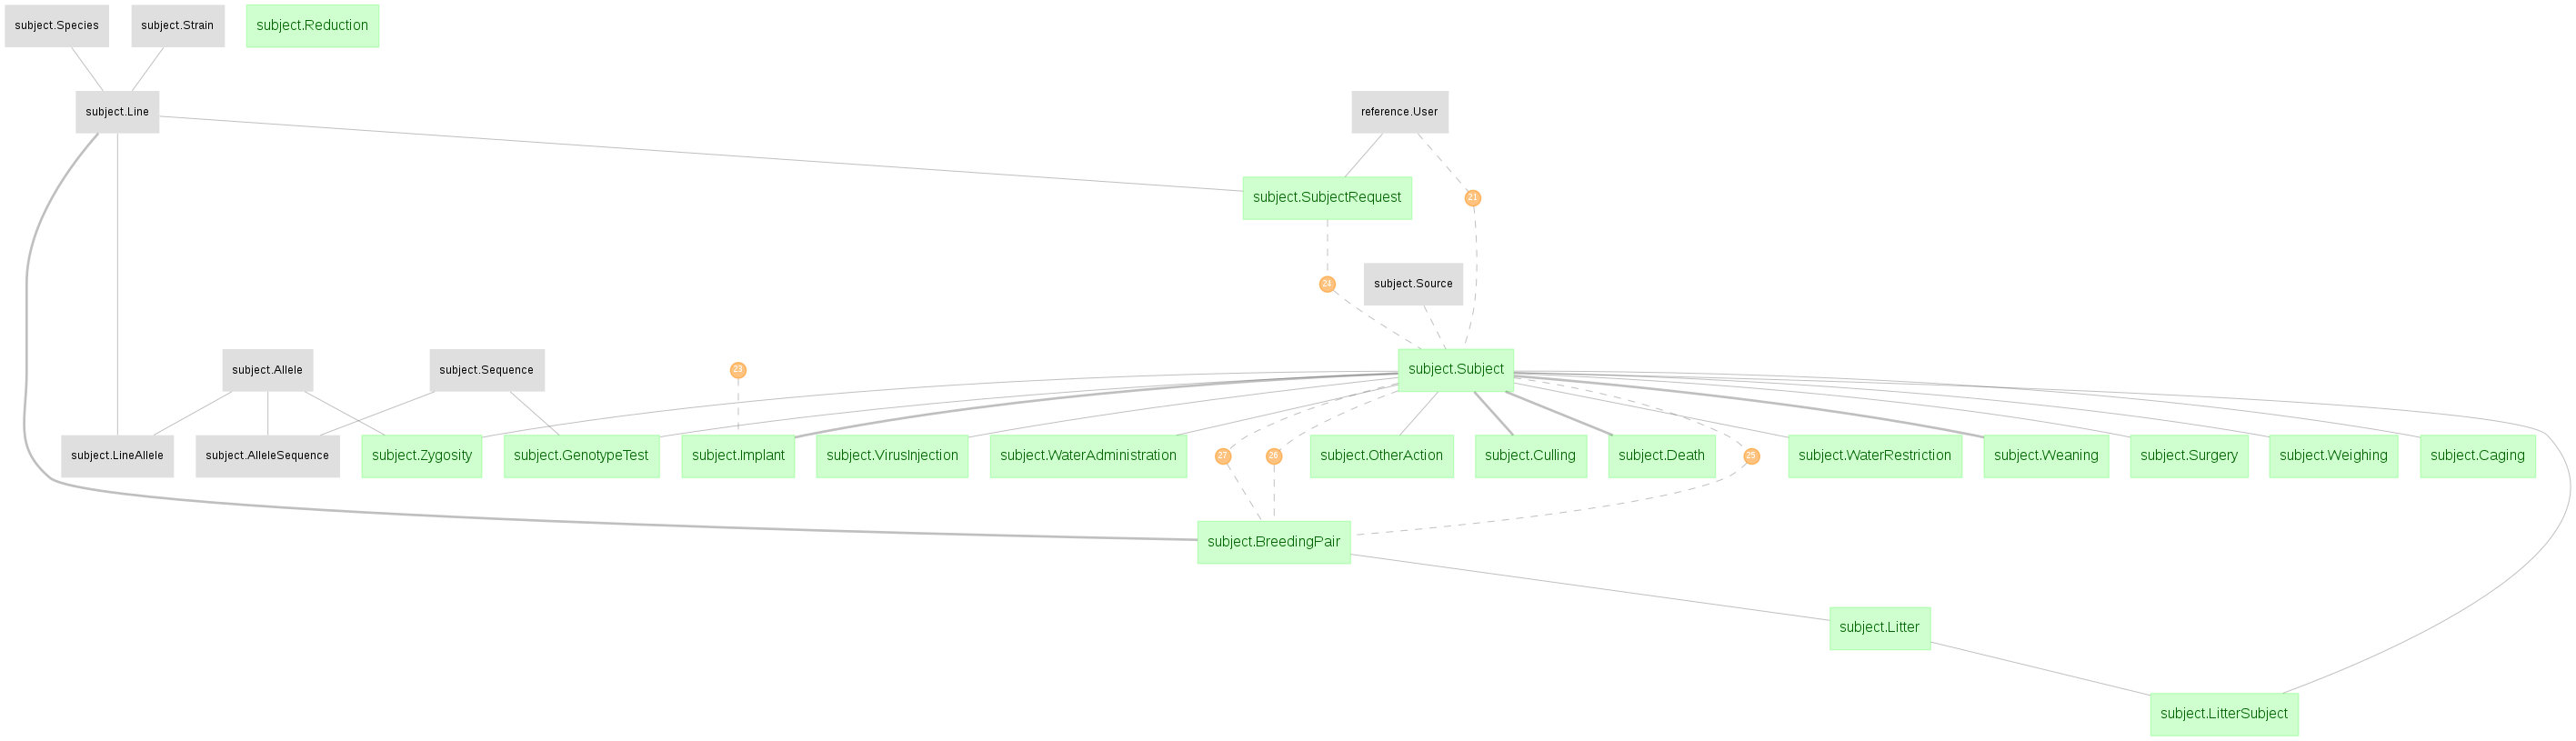 subject.Species
subject.Strain
subject.Reduction
subject.Line
reference.User
subject.SubjectRequest
21
24
subject.Source
subject.Allele
subject.Sequence
23
subject.Subject
subject.LineAllele
subject.AlleleSequence
subject.Zygosity
subject.GenotypeTest
subject.Implant
subject.VirusInjection
subject.WaterAdministration
27
26
subject.OtherAction
subject.Culling
subject.Death
25
subject.WaterRestriction
subject.Weaning
subject.Surgery
subject.Weighing
subject.Caging
subject.BreedingPair
subject.Litter
subject.LitterSubject